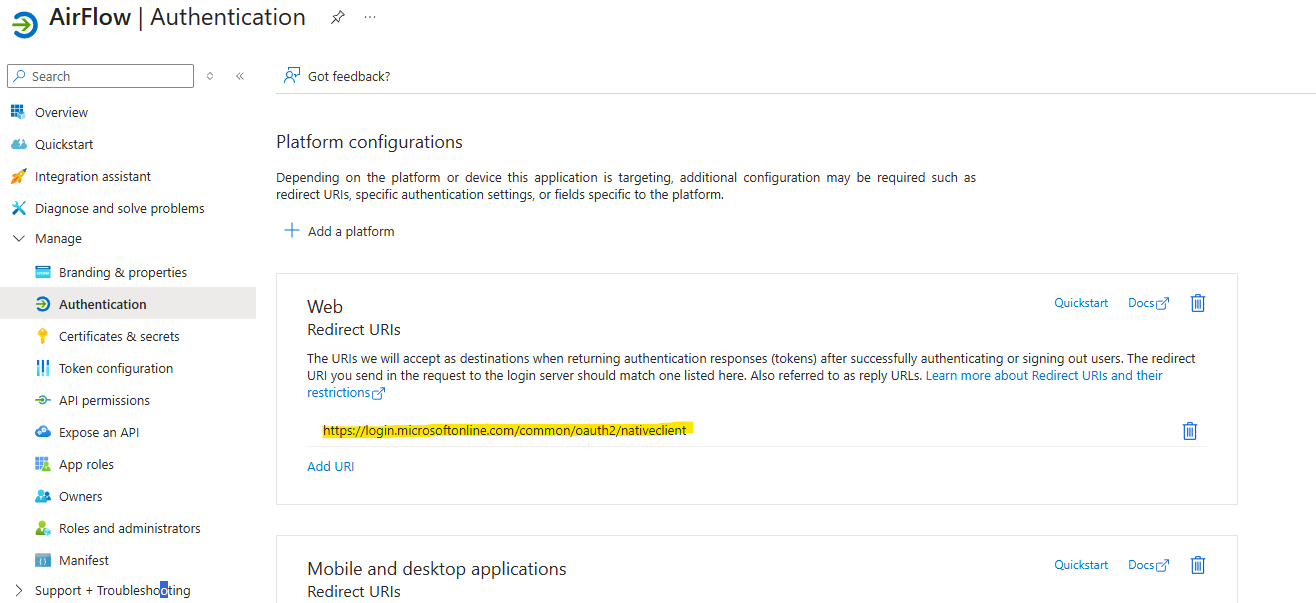 AirFlow | Authentication
Search
Got feedback?
Overview
Quickstart
Integration assistant
Diagnose and solve problems
Manage
Branding & properties
Authentication
Certificates & secrets
Token configuration
API permissions
Expose an API
App roles
Owners
Roles and administrators
Manifest
Support + Troubleshooting
Platform configurations
Depending on the platform or device this application is targeting, additional configuration may be required such as
redirect URIs, specific authentication settings, or fields specific to the platform.
Add a platform
Web
Quickstart
Docs
Redirect URIs
The URIs we will accept as destinations when returning authentication responses (tokens) after successfully authenticating or signing out users. The redirect
URI you send in the request to the login server should match one listed here. Also referred to as reply URLs. Learn more about Redirect URIs and their
restrictions
https://login.microsoftonline.com/common/oauth2/nativeclient
Add URI
Mobile and desktop applications
Quickstart
Docs
Redirect URIs